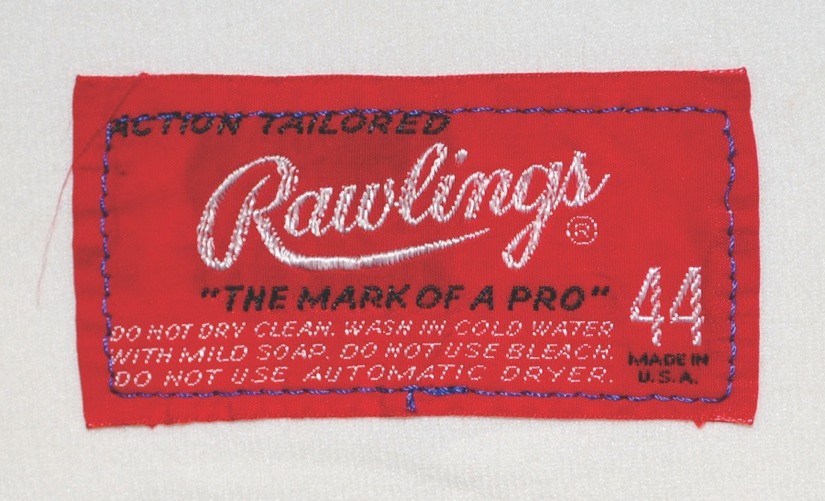 ACTION TAILORED
Rawlings®
"THE MARK OF A PRO"
DO NOT DRY CLEAN. WASH IN COLD WATER
WITH MILD SOAP. DO NOT USE BLEACH.
DO NOT USE AUTOMATIC DRYER.
44
MADE IN
U.S.A.